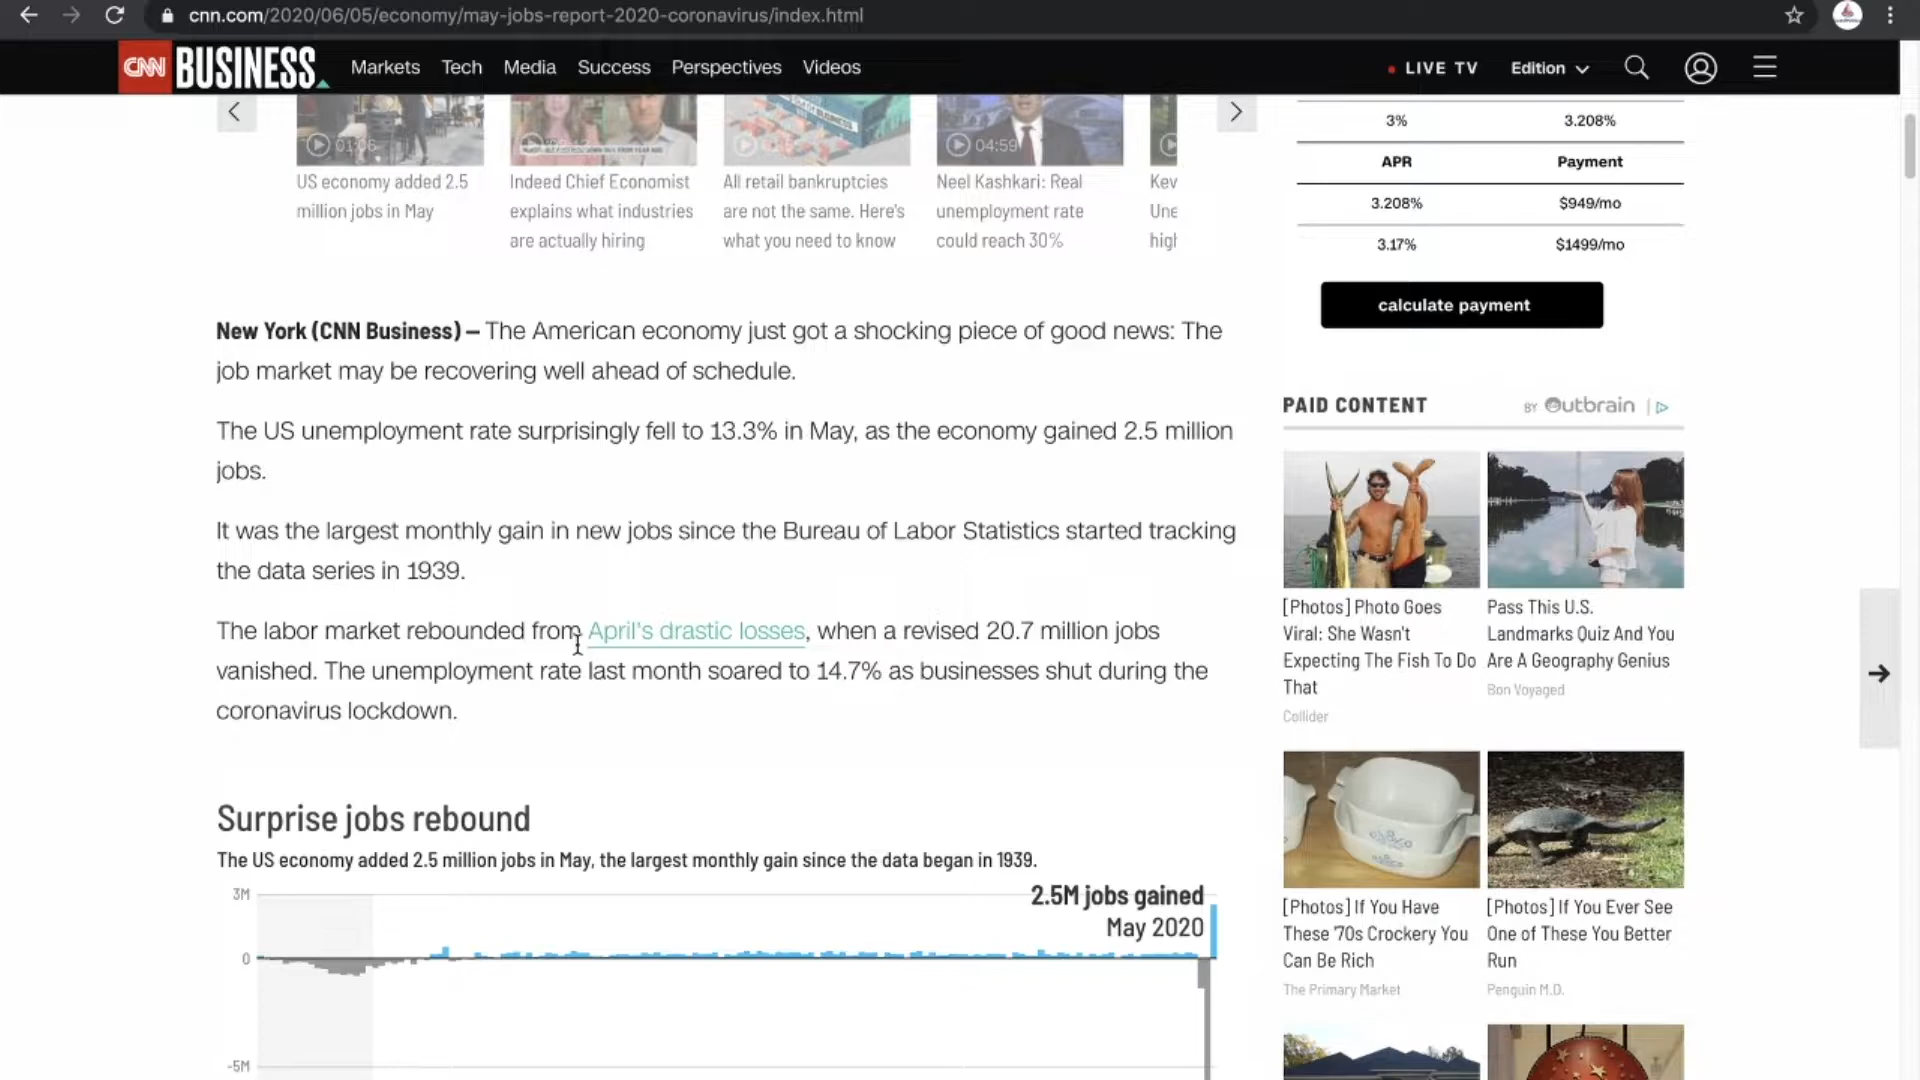 cnn.com/2020/06/05/economy/may-jobs-report-2020-coronavirus/index.html
CNN BUSINESS
Markets Tech Media Success Perspectives Videos
LIVE TV Edition
01:06
04:59
US economy added 2.5
million jobs in May
Indeed Chief Economist
explains what industries
are actually hiring
All retail bankruptcies
are not the same. Here's
what you need to know
Neel Kashkari: Real
unemployment rate
could reach 30%
Kev
Une
high
3% 3.208%
APR Payment
3.208% $949/mo
3.17% $1499/mo
calculate payment
New York (CNN Business) – The American economy just got a shocking piece of good news: The
job market may be recovering well ahead of schedule.
The US unemployment rate surprisingly fell to 13.3% in May, as the economy gained 2.5 million
jobs.
It was the largest monthly gain in new jobs since the Bureau of Labor Statistics started tracking
the data series in 1939.
The labor market rebounded from April's drastic losses, when a revised 20.7 million jobs
vanished. The unemployment rate last month soared to 14.7% as businesses shut during the
coronavirus lockdown.
Surprise jobs rebound
The US economy added 2.5 million jobs in May, the largest monthly gain since the data began in 1939.
3M
2.5M jobs gained
May 2020
0
-5M
PAID CONTENT BY Outbrain
[Photos] Photo Goes
Viral: She Wasn't
Expecting The Fish To Do
That
Collider
Pass This U.S.
Landmarks Quiz And You
Are A Geography Genius
Bon Voyaged
[Photos] If You Have
These '70s Crockery You
Can Be Rich
The Primary Market
[Photos] If You Ever See
One of These You Better
Run
Penguin M.D.